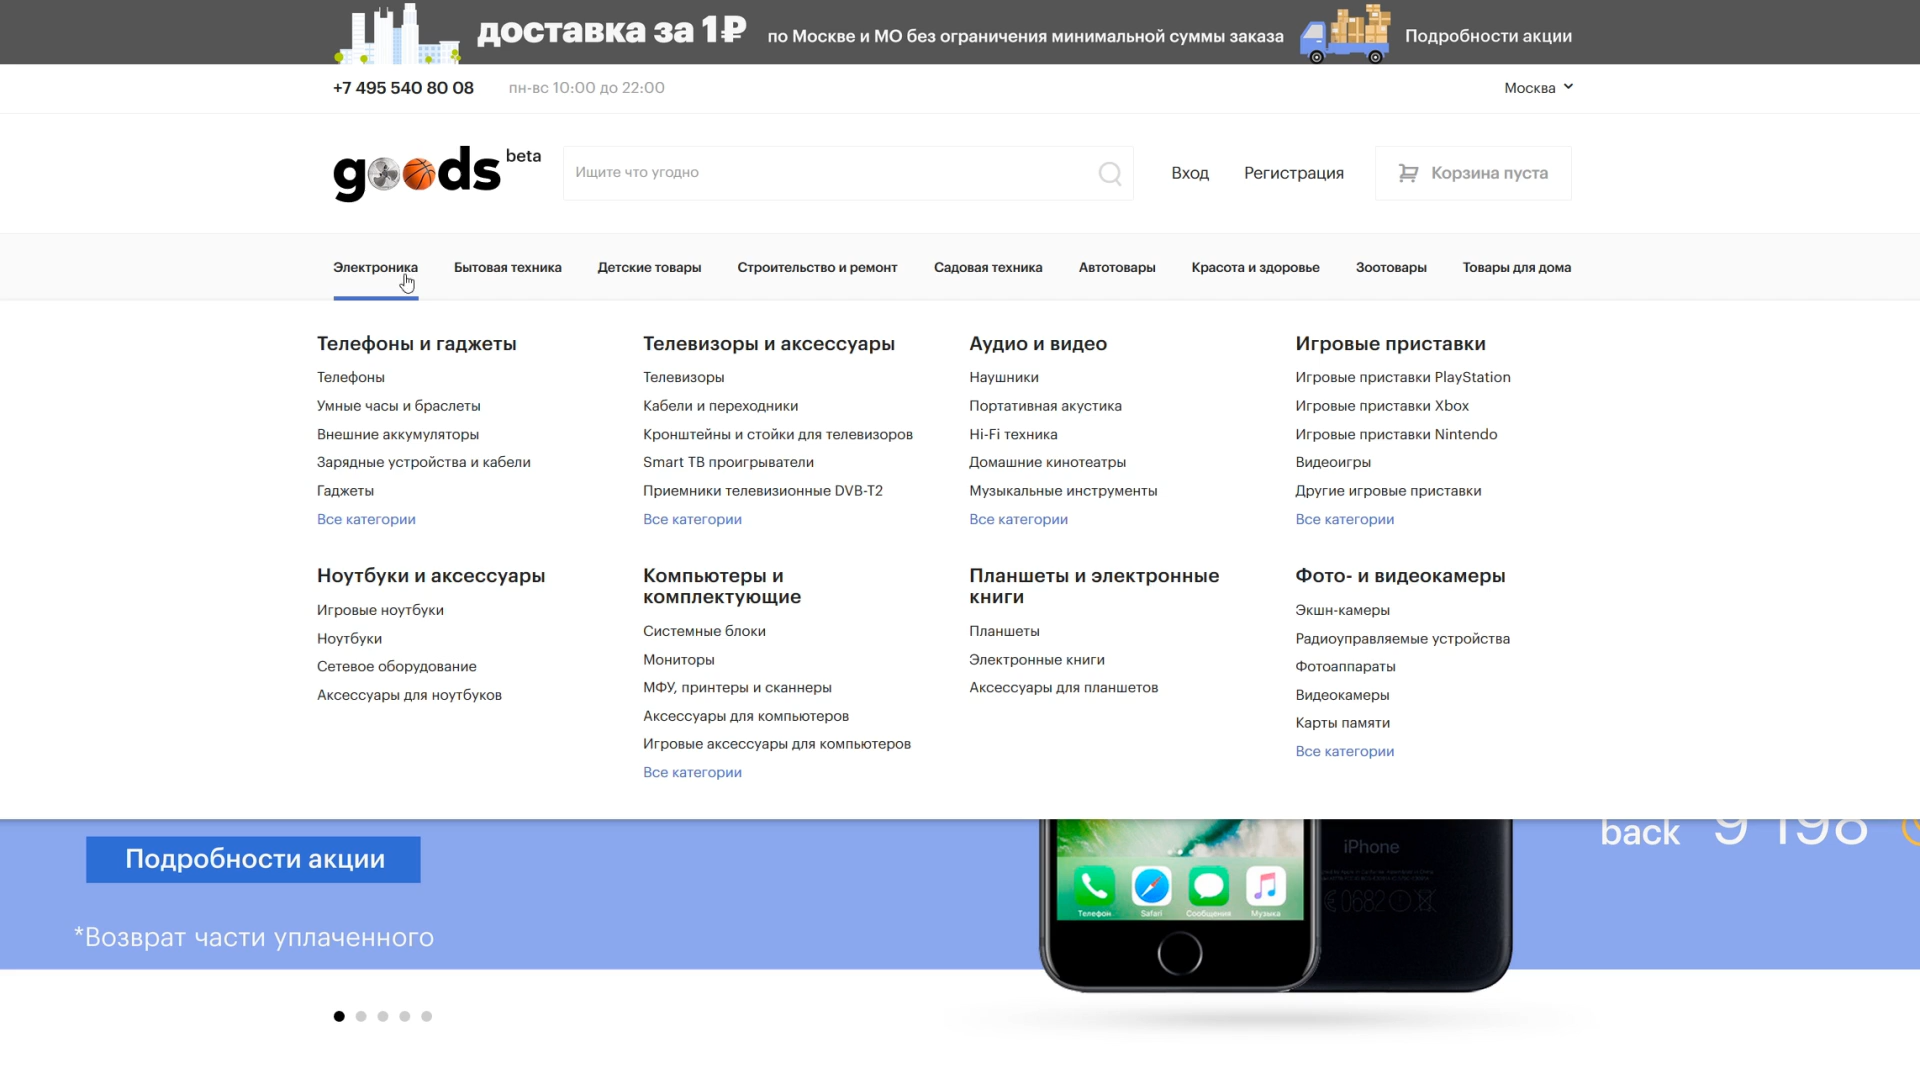 доставка за 1₽ по Москве и МО без ограничения минимальной суммы заказа Подробности акции
+7 495 540 80 08 пн-вс 10:00 до 22:00 Москва
goods beta Ищите что угодно Вход Регистрация Корзина пуста
Электроника Бытовая техника Детские товары Строительство и ремонт Садовая техника Автотовары Красота и здоровье Зоотовары Товары для дома
Телефоны и гаджеты
Телефоны
Умные часы и браслеты
Внешние аккумуляторы
Зарядные устройства и кабели
Гаджеты
Все категории
Телевизоры и аксессуары
Телевизоры
Кабели и переходники
Кронштейны и стойки для телевизоров
Smart ТВ проигрыватели
Приемники телевизионные DVB-T2
Все категории
Аудио и видео
Наушники
Портативная акустика
Hi-Fi техника
Домашние кинотеатры
Музыкальные инструменты
Все категории
Игровые приставки
Игровые приставки PlayStation
Игровые приставки Xbox
Игровые приставки Nintendo
Видеоигры
Другие игровые приставки
Все категории
Ноутбуки и аксессуары
Игровые ноутбуки
Ноутбуки
Сетевое оборудование
Аксессуары для ноутбуков
Компьютеры и
комплектующие
Системные блоки
Мониторы
МФУ, принтеры и сканнеры
Аксессуары для компьютеров
Игровые аксессуары для компьютеров
Все категории
Планшеты и электронные
книги
Планшеты
Электронные книги
Аксессуары для планшетов
Фото- и видеокамеры
Экшн-камеры
Радиоуправляемые устройства
Фотоаппараты
Видеокамеры
Карты памяти
Все категории
Подробности акции
*Возврат части уплаченного
Телефон Safari Сообщения Музыка
iPhone
back 9 198